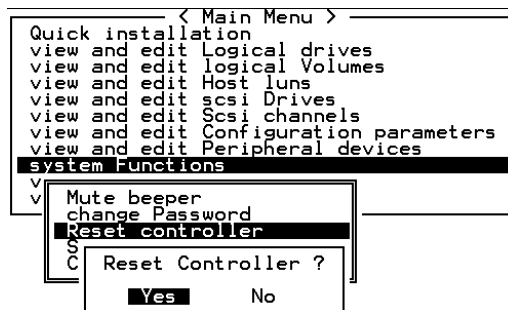 < Main Menu >
Quick installation
view and edit Logical drives
view and edit logical Volumes
view and edit Host luns
view and edit scsi Drives
view and edit Scsi channels
view and edit Configuration parameters
view and edit Peripheral devices
system Functions
v
v
Mute beeper
change Password
Reset controller
S
C
Reset Controller ?
Yes No